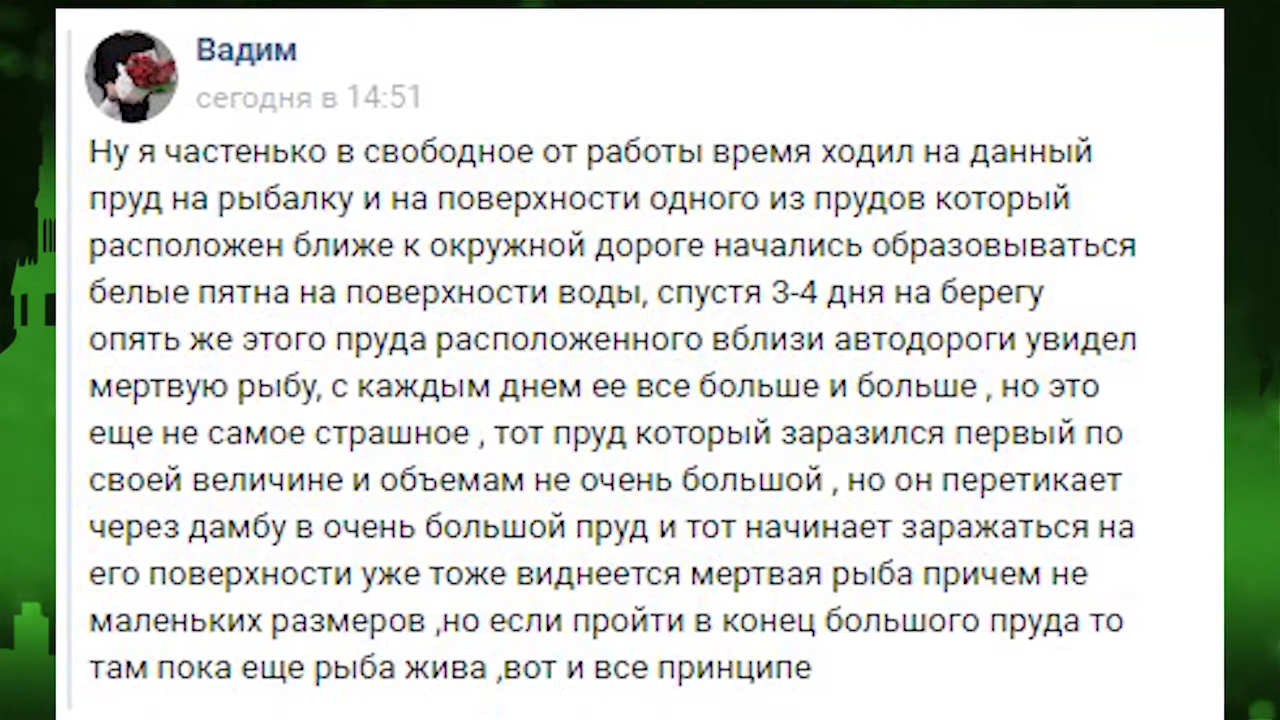 Вадим
сегодня в 14:51
Ну я частенько в свободное от работы время ходил на данный
пруд на рыбалку и на поверхности одного из прудов который
расположен ближе к окружной дороге начались образовываться
белые пятна на поверхности воды, спустя 3-4 дня на берегу
опять же этого пруда расположенного вблизи автодороги увидел
мертвую рыбу, с каждым днем ее все больше и больше , но это
еще не самое страшное , тот пруд который заразился первый по
своей величине и объемам не очень большой , но он перетикает
через дамбу в очень большой пруд и тот начинает заражаться на
его поверхности уже тоже виднеется мертвая рыба причем не
маленьких размеров ,но если пройти в конец большого пруда то
там пока еще рыба жива ,вот и все принципе